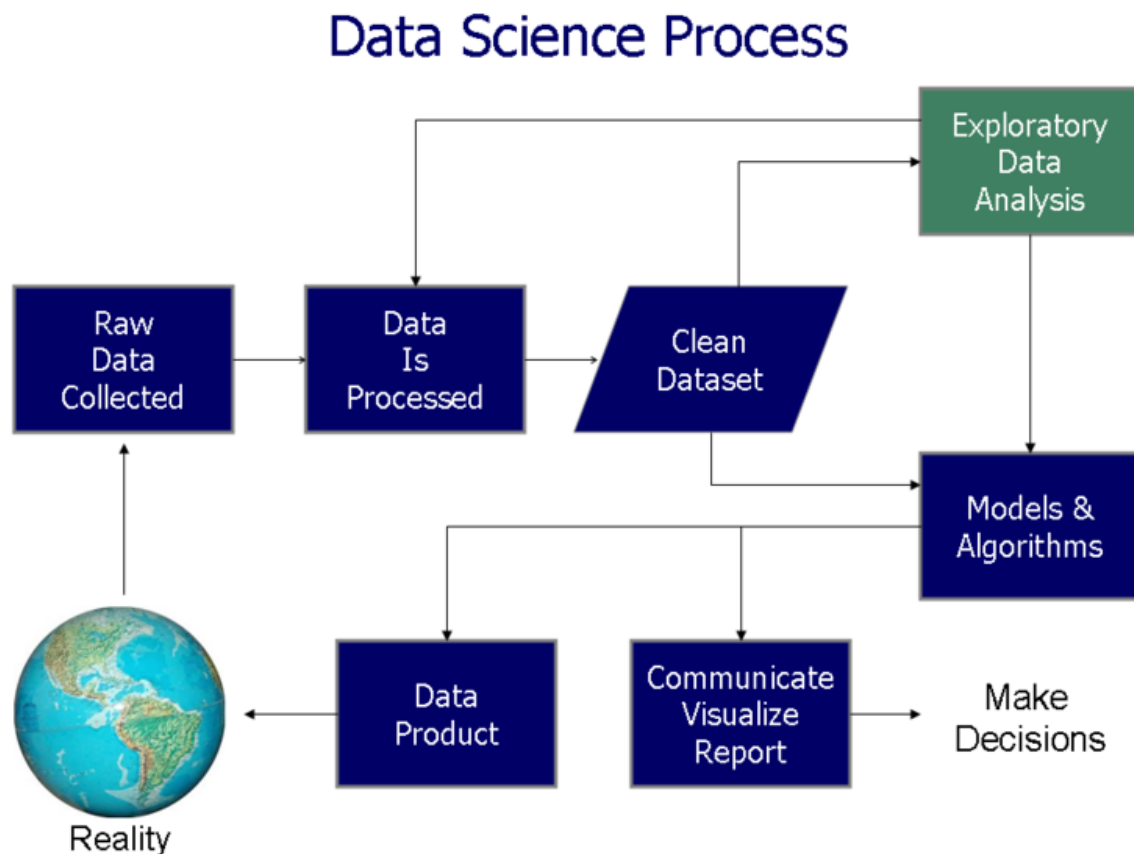 Data Science Process
Exploratory
Data
Analysis
Raw
Data
Collected
Data
Is
Processed
Clean
Dataset
Models &
Algorithms
Data
Product
Communicate
Visualize
Report
Make
Decisions
Reality